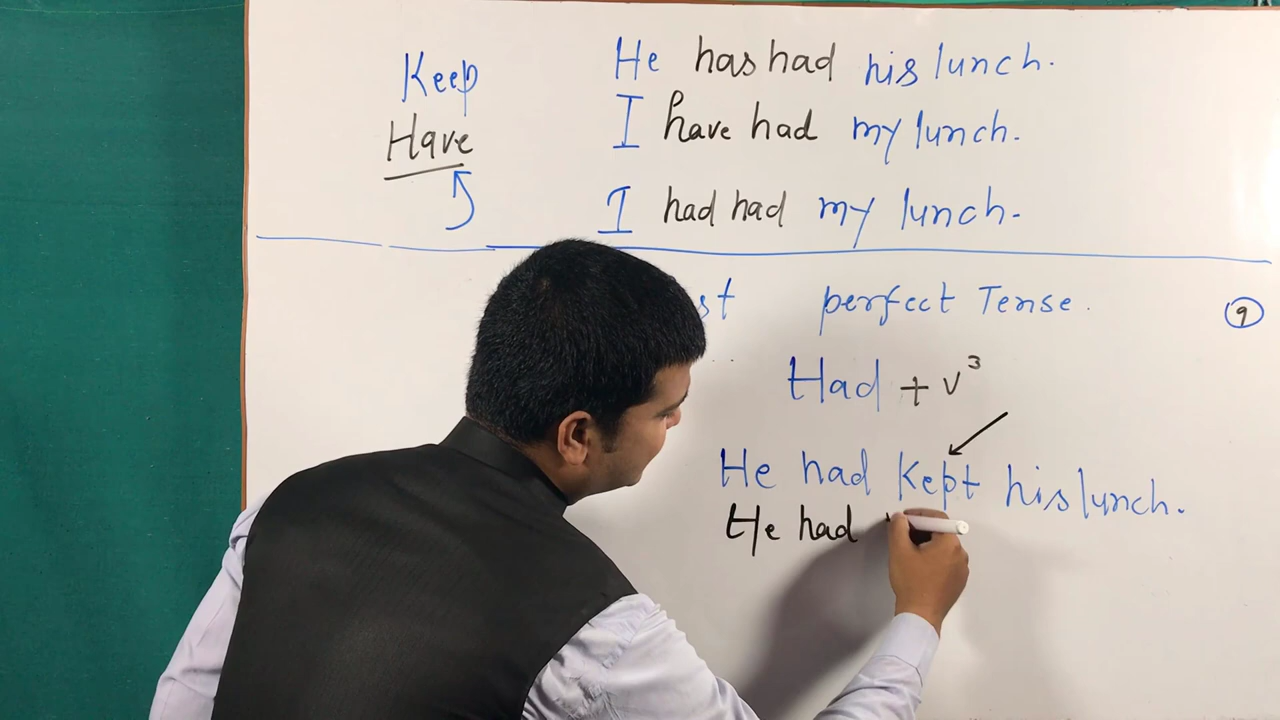 Keep
Have
He has had his lunch.
I have had my lunch.
I had had my lunch.
perfect Tense.
9
Had + v³
He had Kept his lunch.
He had